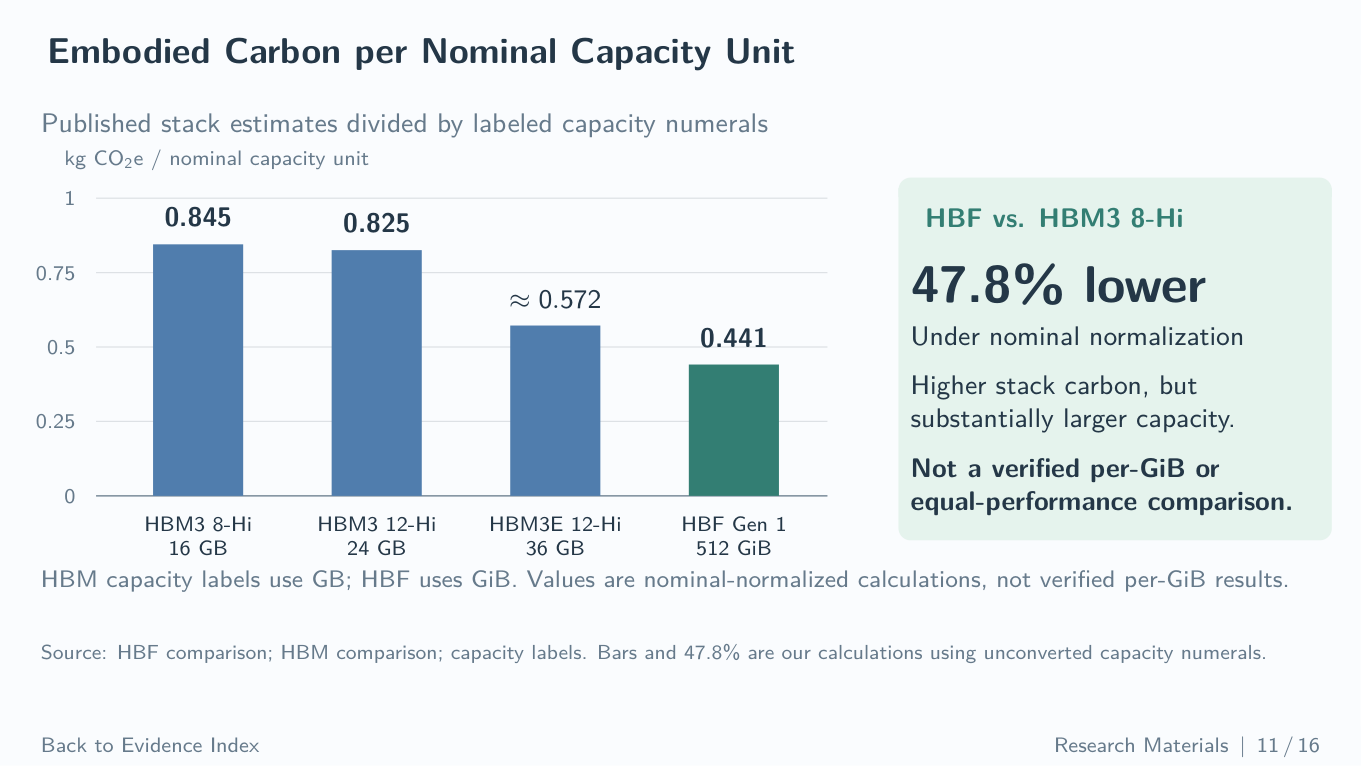 Embodied Carbon per Nominal Capacity Unit
Published stack estimates divided by labeled capacity numerals
kg CO₂e / nominal capacity unit
1
0.75
0.5
0.25
0
0.845
0.825
≈ 0.572
0.441
HBM3 8-Hi
16 GB
HBM3 12-Hi
24 GB
HBM3E 12-Hi
36 GB
HBF Gen 1
512 GiB
HBF vs. HBM3 8-Hi
47.8% lower
Under nominal normalization
Higher stack carbon, but
substantially larger capacity.
Not a verified per-GiB or
equal-performance comparison.
HBM capacity labels use GB; HBF uses GiB. Values are nominal-normalized calculations, not verified per-GiB results.
Source: HBF comparison; HBM comparison; capacity labels. Bars and 47.8% are our calculations using unconverted capacity numerals.
Back to Evidence Index
Research Materials | 11 / 16